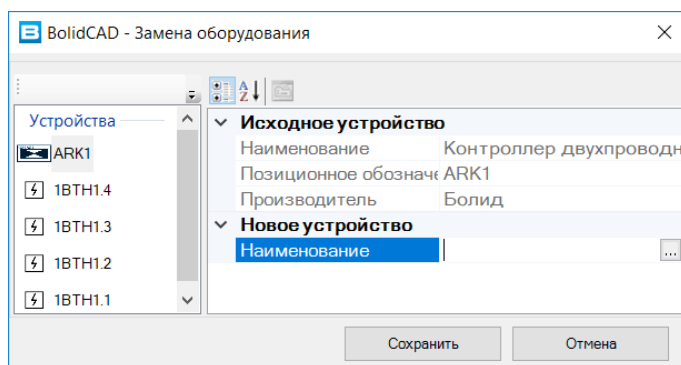 B BolidCAD - Замена оборудования
Устройства
ARK1
1BTH1.4
1BTH1.3
1BTH1.2
1BTH1.1
A
Z
Исходное устройство
Наименование Контроллер двухпроводн
Позиционное обозначе ARK1
Производитель Болид
Новое устройство
Наименование ...
Сохранить Отмена